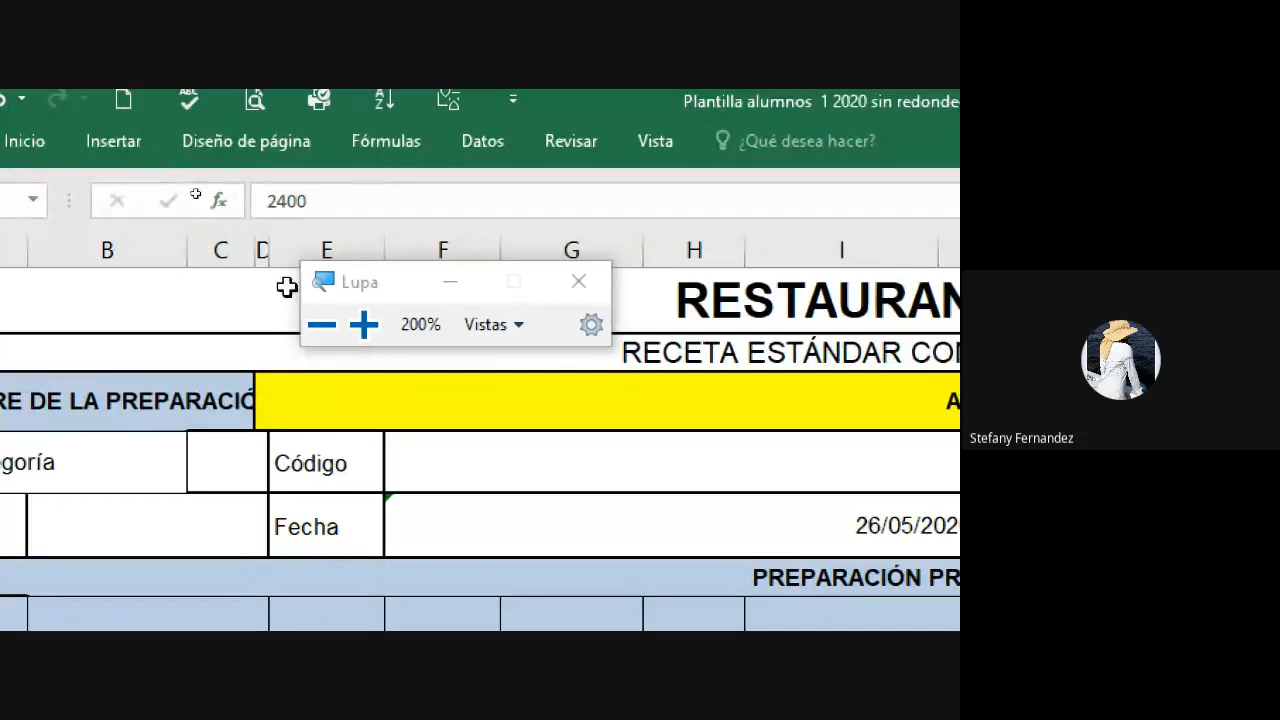 Plantilla alumnos 1 2020 sin redonde
Inicio Insertar Diseño de página Fórmulas Datos Revisar Vista ¿Qué desea hacer?
fx 2400
B C D E F G H I
Lupa
200% Vistas
RESTAURAN
RECETA ESTÁNDAR CON
RE DE LA PREPARACIÓ
A
goría
Código
Fecha
26/05/202
PREPARACIÓN PR
Stefany Fernandez